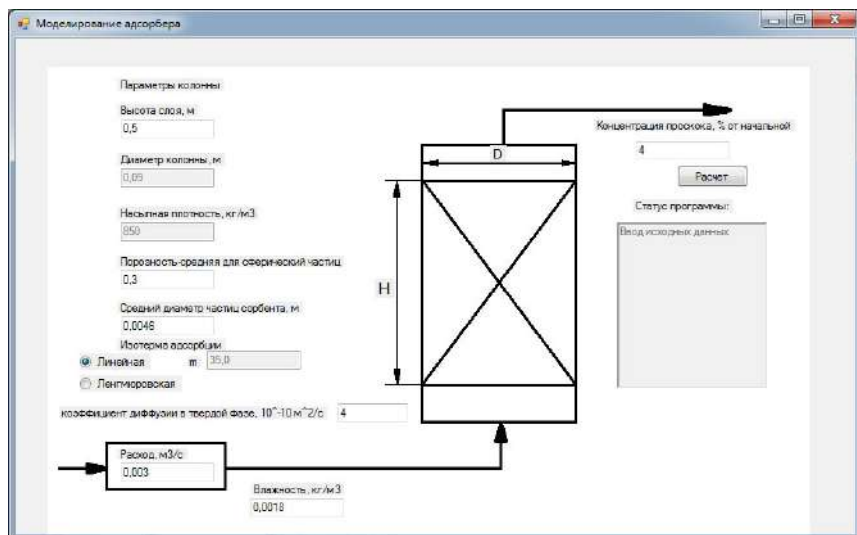 Моделирование адсорбера
Параметры колонны
Высота слоя, м
0,5
Диаметр колонны, м
0,05
Насыпная плотность, кг/м3
850
Порозность-средняя для сферический частиц
0,3
Средний диаметр частиц сорбента, м
0,0046
Изотерма адсорбции
Линейная m 35,0
Ленгмюровская
коэффициент диффузии в твердой фазе, 10^-10 м^2/с 4
Расход, м3/с
0,003
Влажность, кг/м3
0,0018
D
H
Концентрация проскока, % от начальной
4
Расчет
Статус программы:
Ввод исходных данных